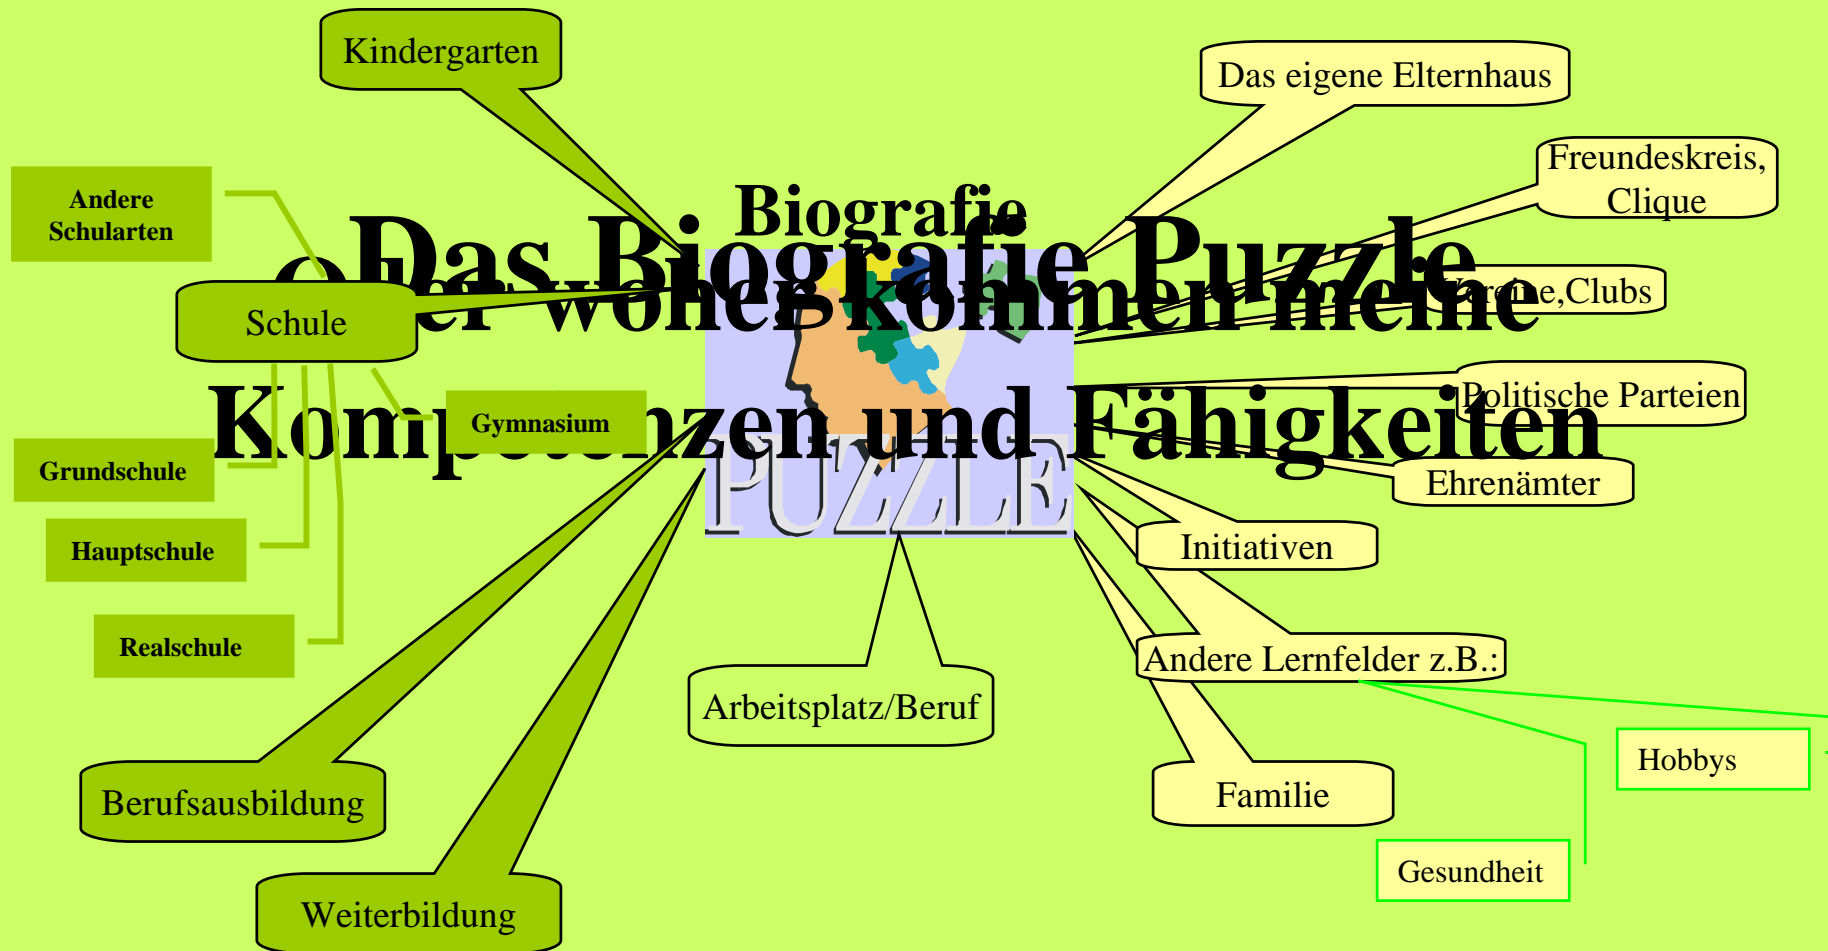 Kindergarten
Das eigene Elternhaus
Freundeskreis,
Clique
Andere
Schularten
Biografie
Das Biografie Puzzle
Oder woher kommen meine
Kompetenzen und Fähigkeiten
Vereine,Clubs
Schule
Politische Parteien
Gymnasium
Grundschule
Ehrenämter
PUZZLE
Hauptschule
Initiativen
Realschule
Andere Lernfelder z.B.:
Arbeitsplatz/Beruf
Hobbys
Berufsausbildung
Familie
Gesundheit
Weiterbildung